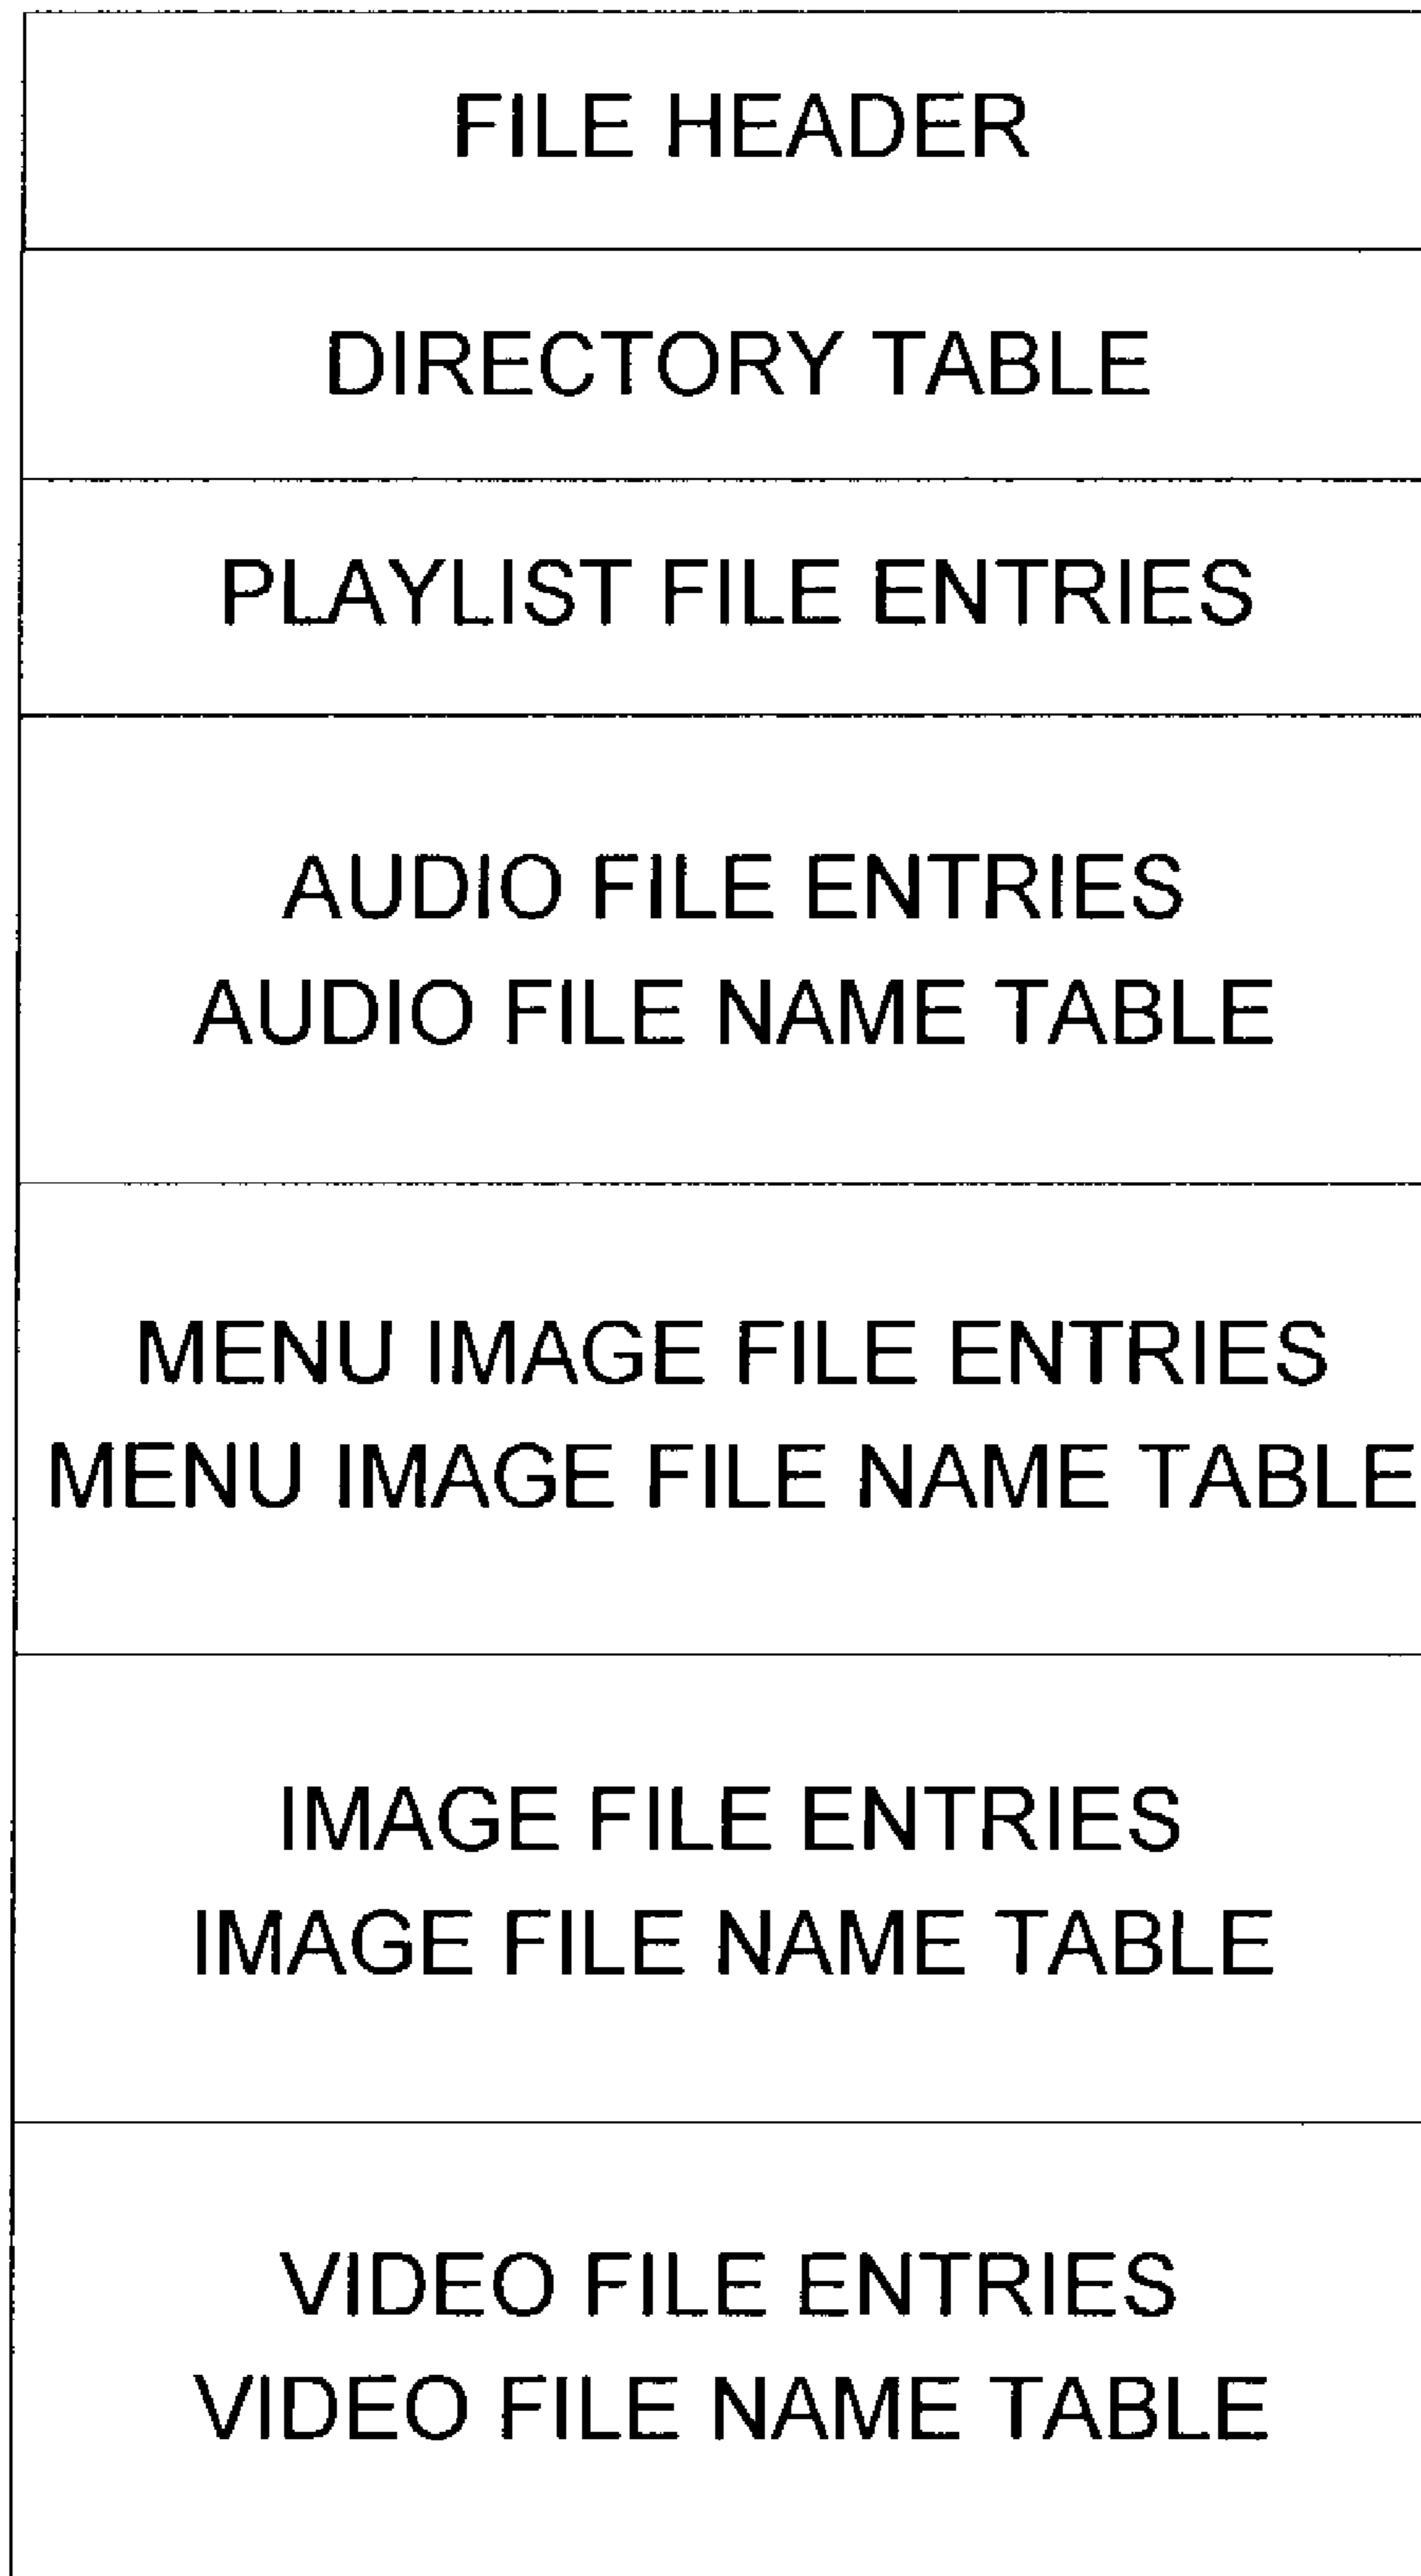 FILE HEADER
DIRECTORY TABLE
PLAYLIST FILE ENTRIES
AUDIO FILE ENTRIES
AUDIO FILE NAME TABLE
MENU IMAGE FILE ENTRIES
MENU IMAGE FILE NAME TABLE
IMAGE FILE ENTRIES
IMAGE FILE NAME TABLE
VIDEO FILE ENTRIES
VIDEO FILE NAME TABLE